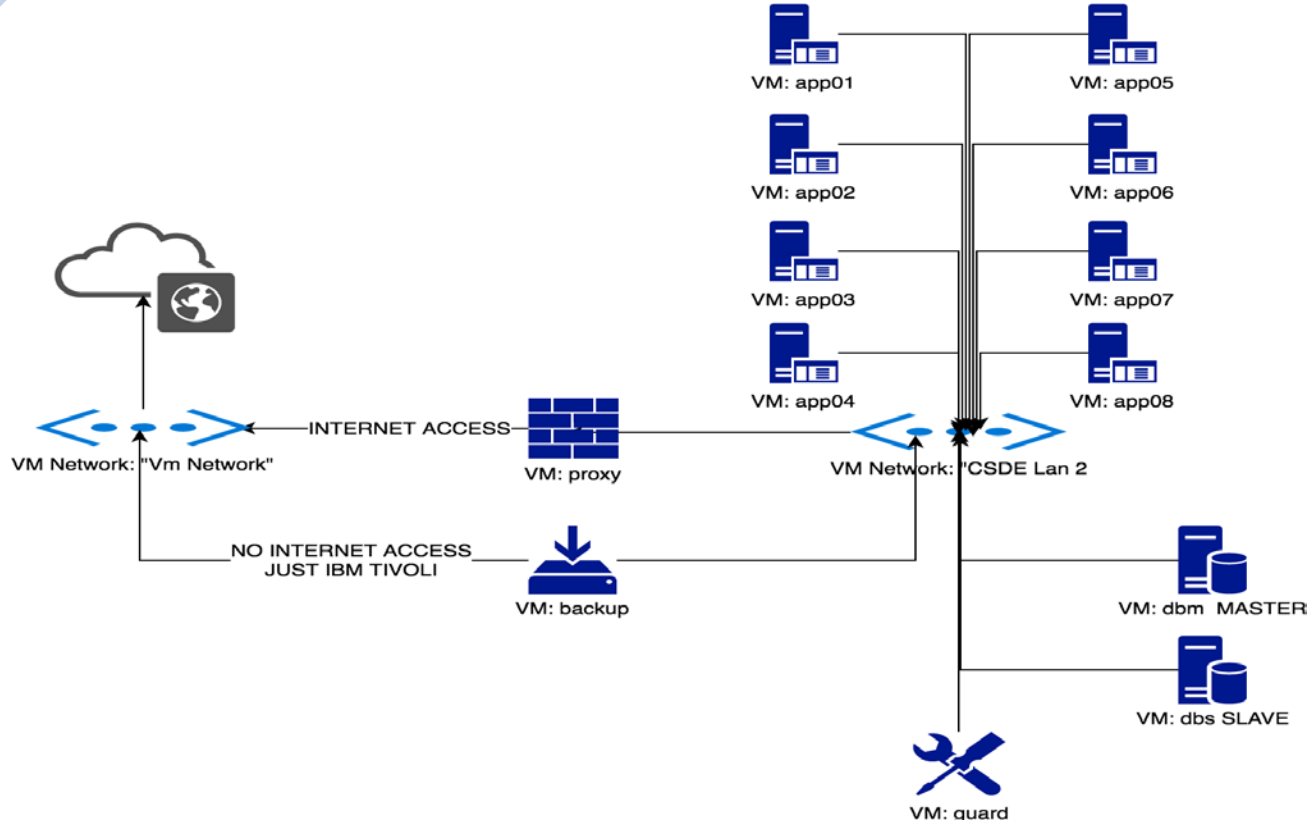 VM: app01
VM: app05
VM: app02
VM: app06
VM: app03
VM: app07
VM: app04
VM: app08
INTERNET ACCESS
VM Network: "Vm Network"
VM: proxy
VM Network: "CSDE Lan 2
NO INTERNET ACCESS
JUST IBM TIVOLI
VM: backup
VM: dbm MASTER
VM: dbs SLAVE
VM: guard